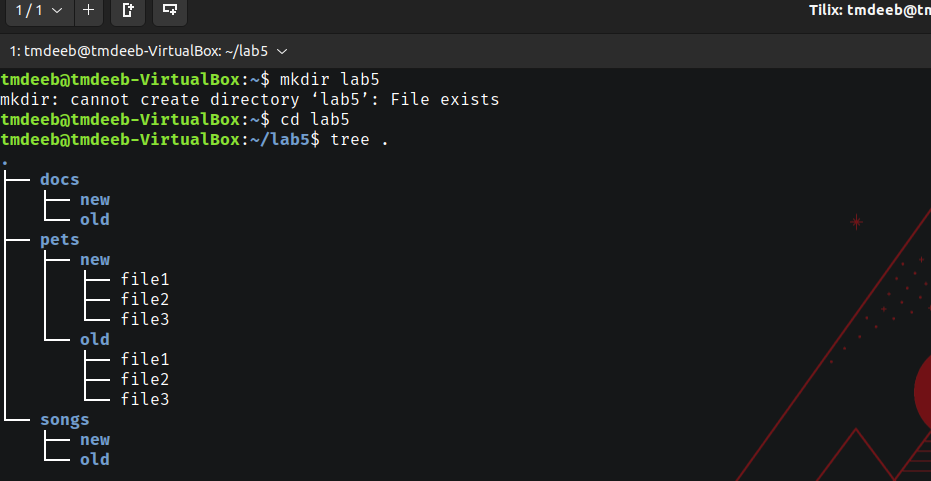 1 / 1
Tilix: tmdeeb@tm
1: tmdeeb@tmdeeb-VirtualBox: ~/lab5
tmdeeb@tmdeeb-VirtualBox:~$ mkdir lab5
mkdir: cannot create directory ‘lab5’: File exists
tmdeeb@tmdeeb-VirtualBox:~$ cd lab5
tmdeeb@tmdeeb-VirtualBox:~/lab5$ tree .
.
├── docs
│   ├── new
│   └── old
├── pets
│   ├── new
│   │   ├── file1
│   │   ├── file2
│   │   └── file3
│   └── old
│       ├── file1
│       ├── file2
│       └── file3
└── songs
    ├── new
    └── old